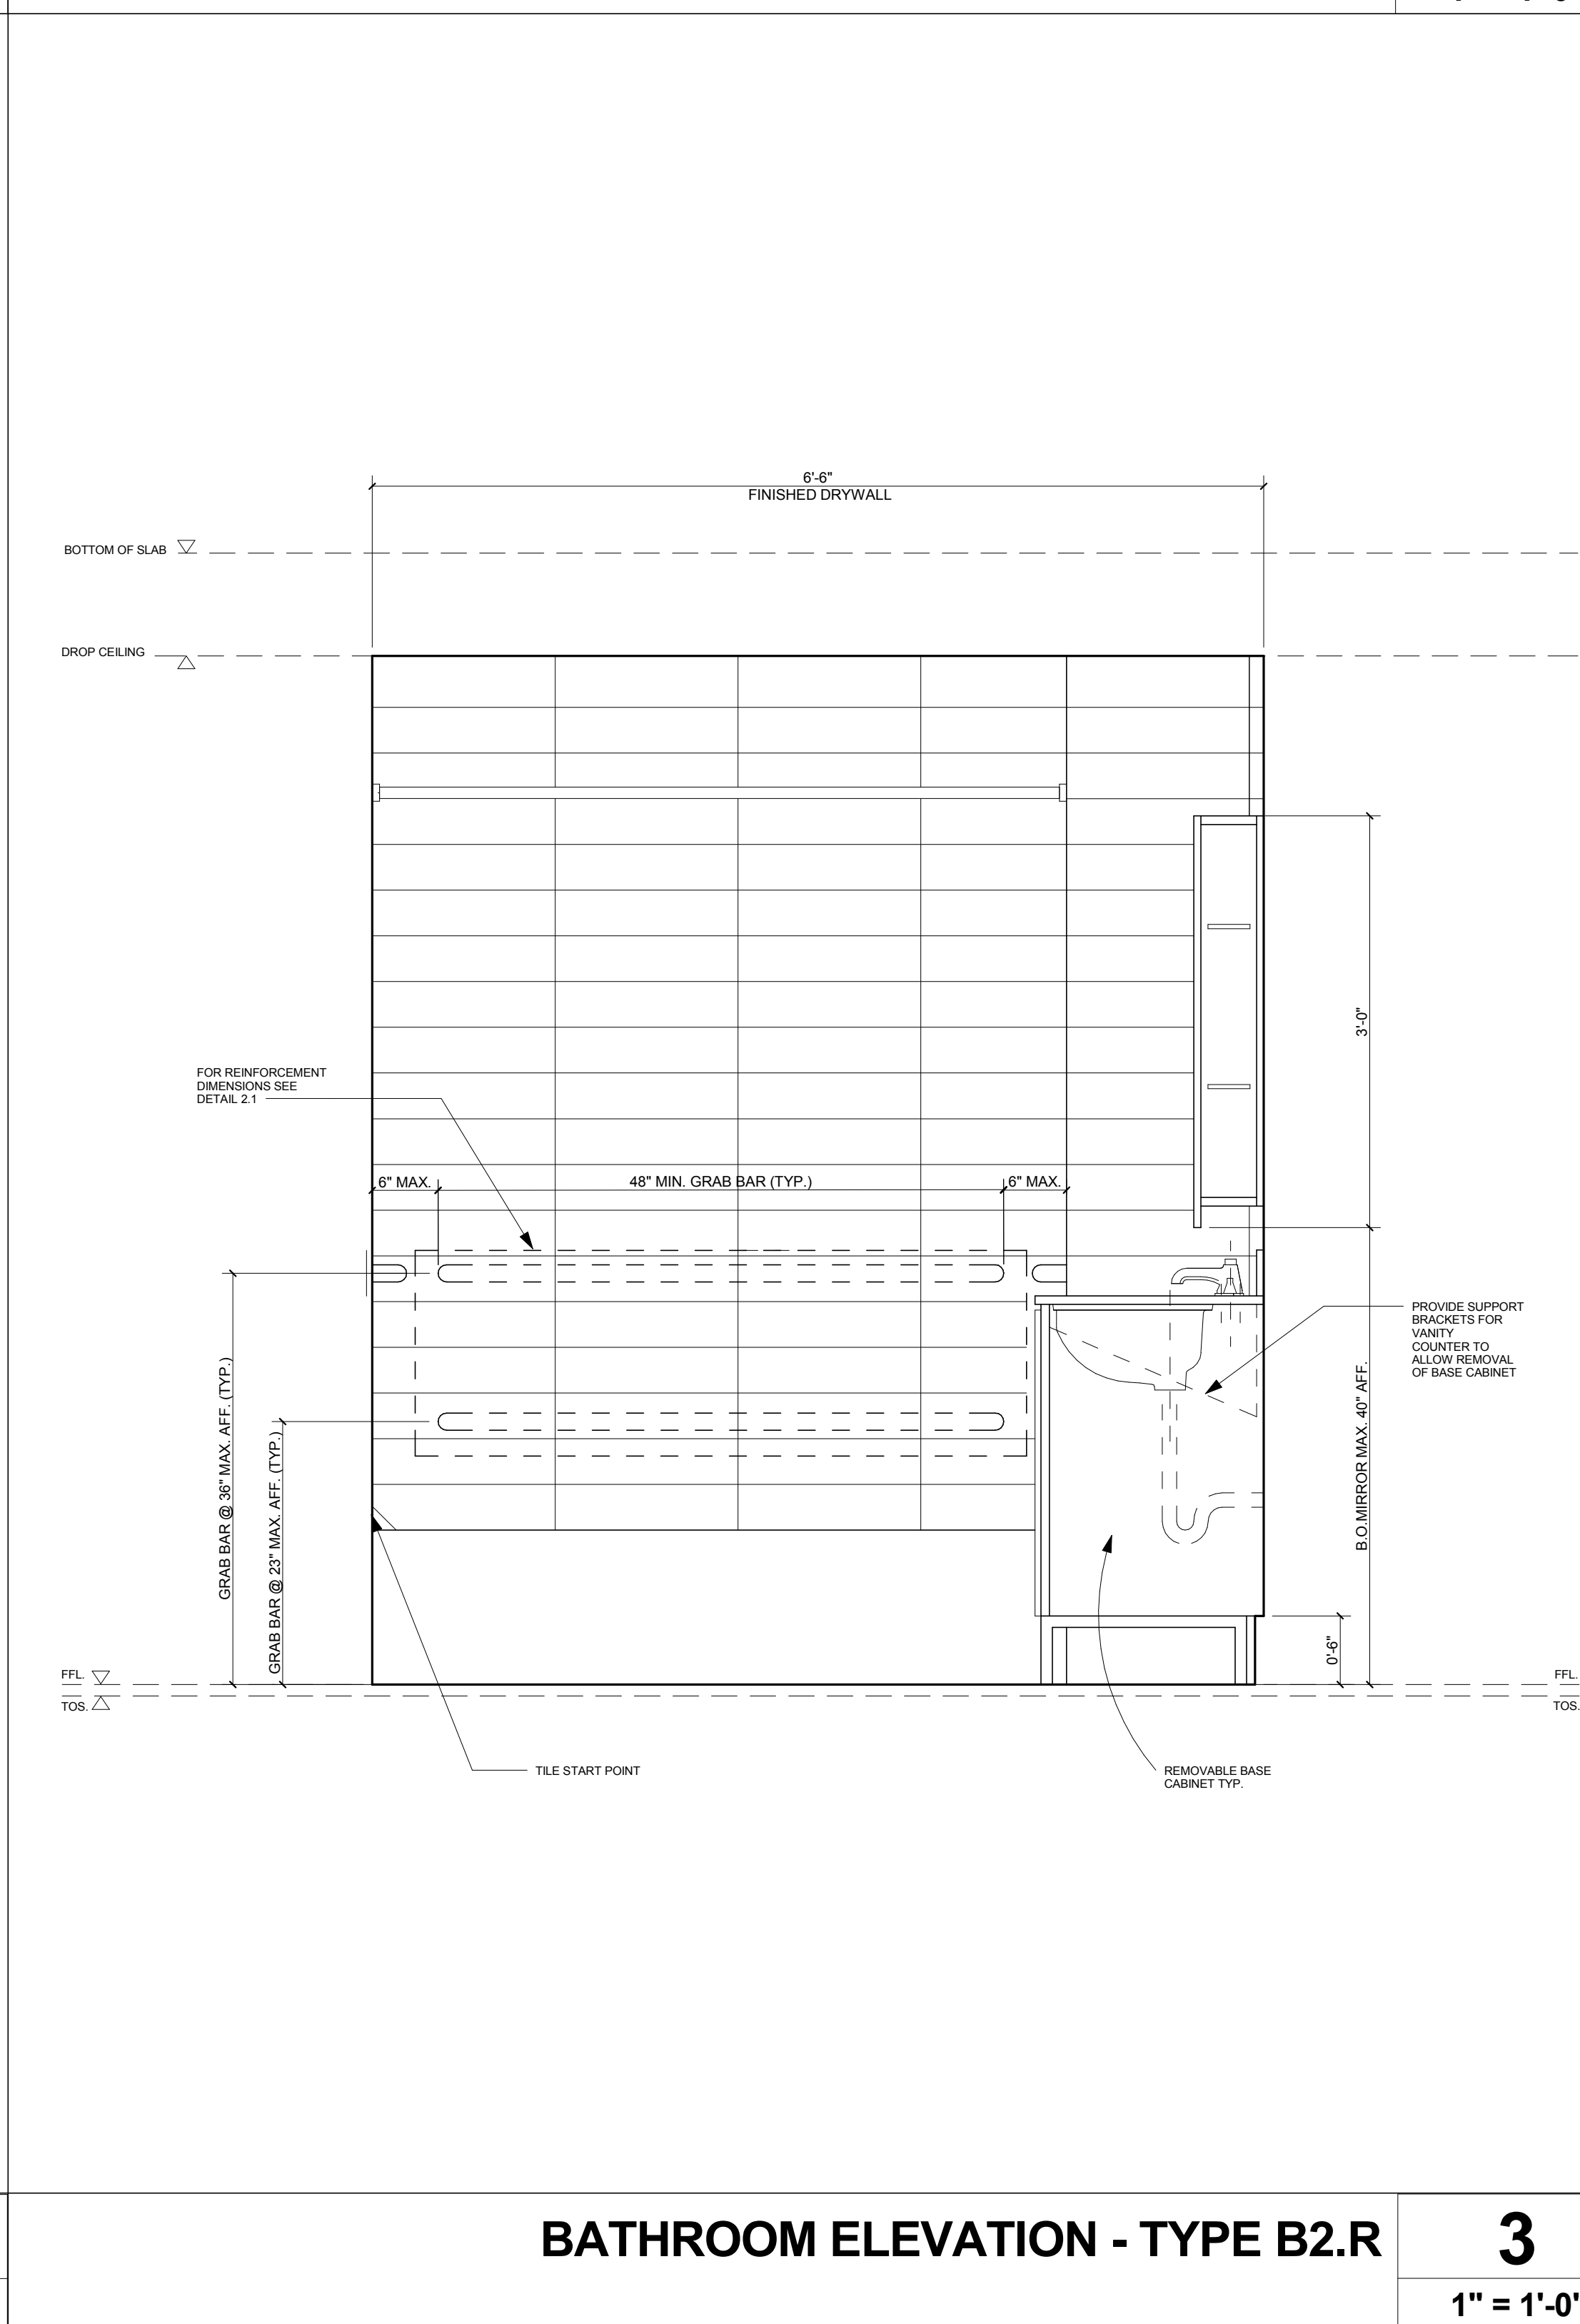 6'-6"
FINISHED DRYWALL
BOTTOM OF SLAB
DROP CEILING
3'-0"
FOR REINFORCEMENT
DIMENSIONS SEE
DETAIL 2.1
6" MAX.
48" MIN. GRAB BAR (TYP.)
6" MAX.
PROVIDE SUPPORT
BRACKETS FOR
VANITY
COUNTER TO
ALLOW REMOVAL
OF BASE CABINET
GRAB BAR @ 36" MAX. AFF. (TYP.)
GRAB BAR @ 23" MAX. AFF. (TYP.)
B.O.MIRROR MAX. 40" AFF.
0'-6"
FFL.
TOS.
FFL.
TOS.
TILE START POINT
REMOVABLE BASE
CABINET TYP.
BATHROOM ELEVATION - TYPE B2.R
3
1" = 1'-0"